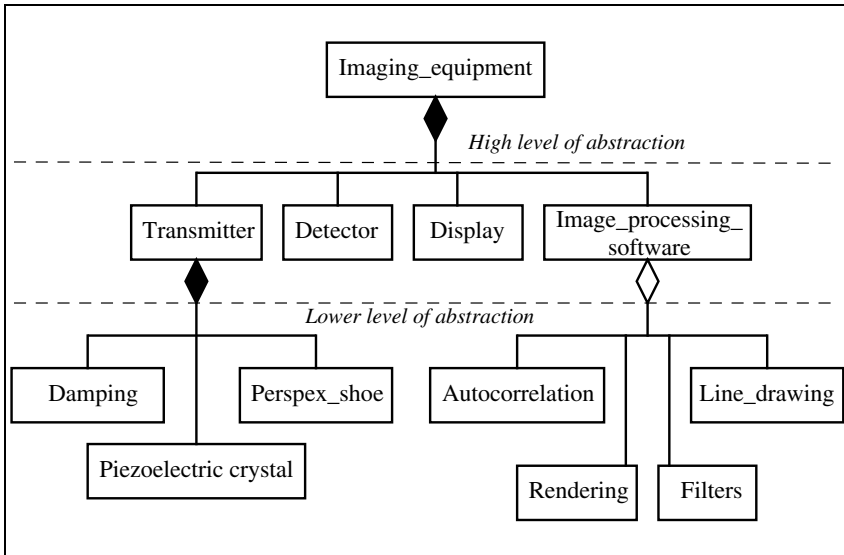 Imaging_equipment
High level of abstraction
Transmitter
Detector
Display
Image_processing_
software
Lower level of abstraction
Damping
Perspex_shoe
Autocorrelation
Line_drawing
Piezoelectric crystal
Rendering
Filters